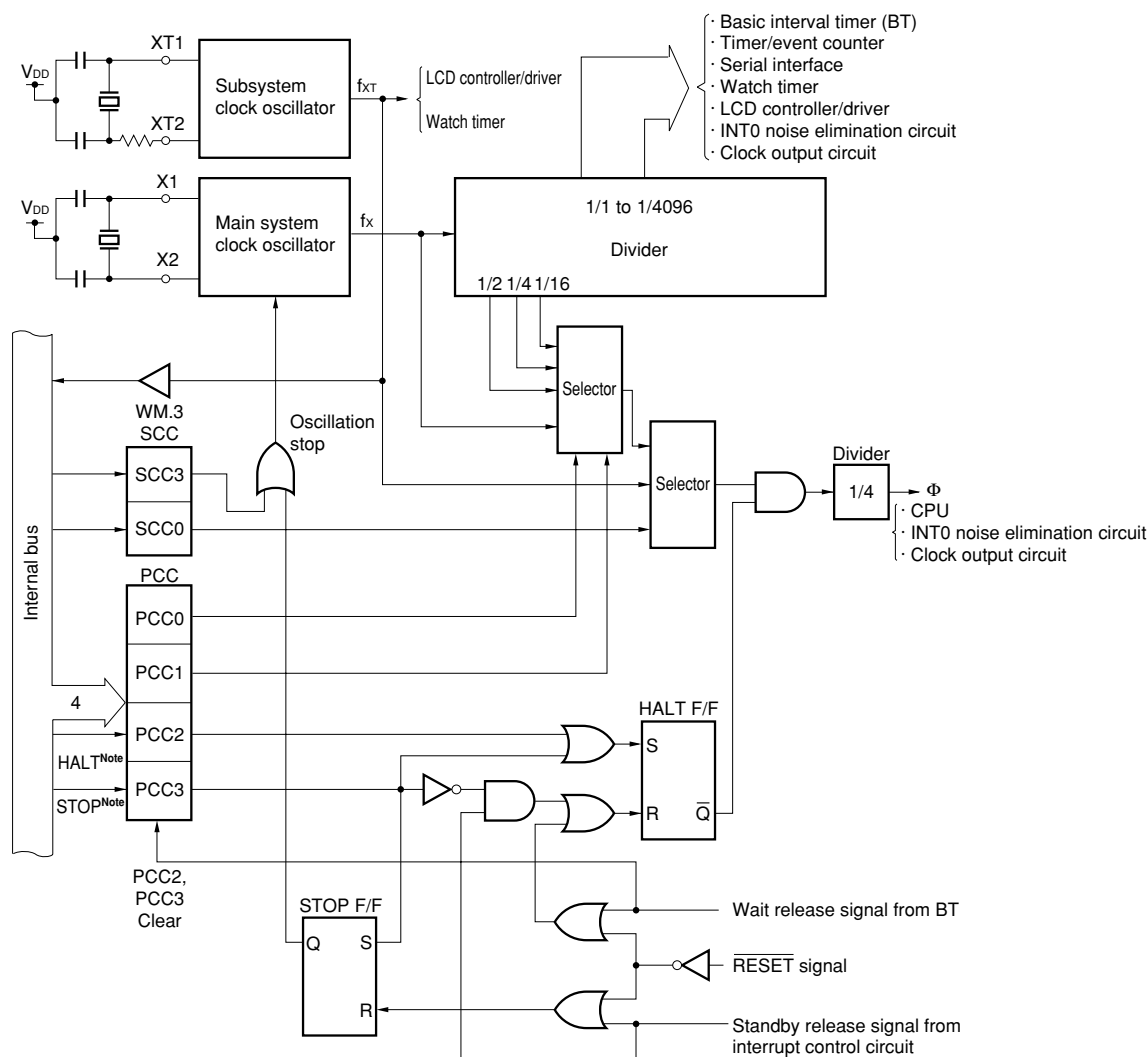 XT1
VDD
XT2
Subsystem
clock oscillator
fXT
LCD controller/driver
Watch timer
· Basic interval timer (BT)
· Timer/event counter
· Serial interface
· Watch timer
· LCD controller/driver
· INT0 noise elimination circuit
· Clock output circuit
X1
VDD
X2
Main system
clock oscillator
fX
1/1 to 1/4096
Divider
1/2 1/4 1/16
Selector
WM.3
SCC
SCC3
SCC0
Oscillation
stop
Selector
Divider
1/4
Φ
· CPU
· INT0 noise elimination circuit
· Clock output circuit
Internal bus
PCC
PCC0
PCC1
4
PCC2
HALTNote
PCC3
STOPNote
HALT F/F
S
R
Q
PCC2,
PCC3
Clear
STOP F/F
Q
S
R
Wait release signal from BT
RESET signal
Standby release signal from
interrupt control circuit